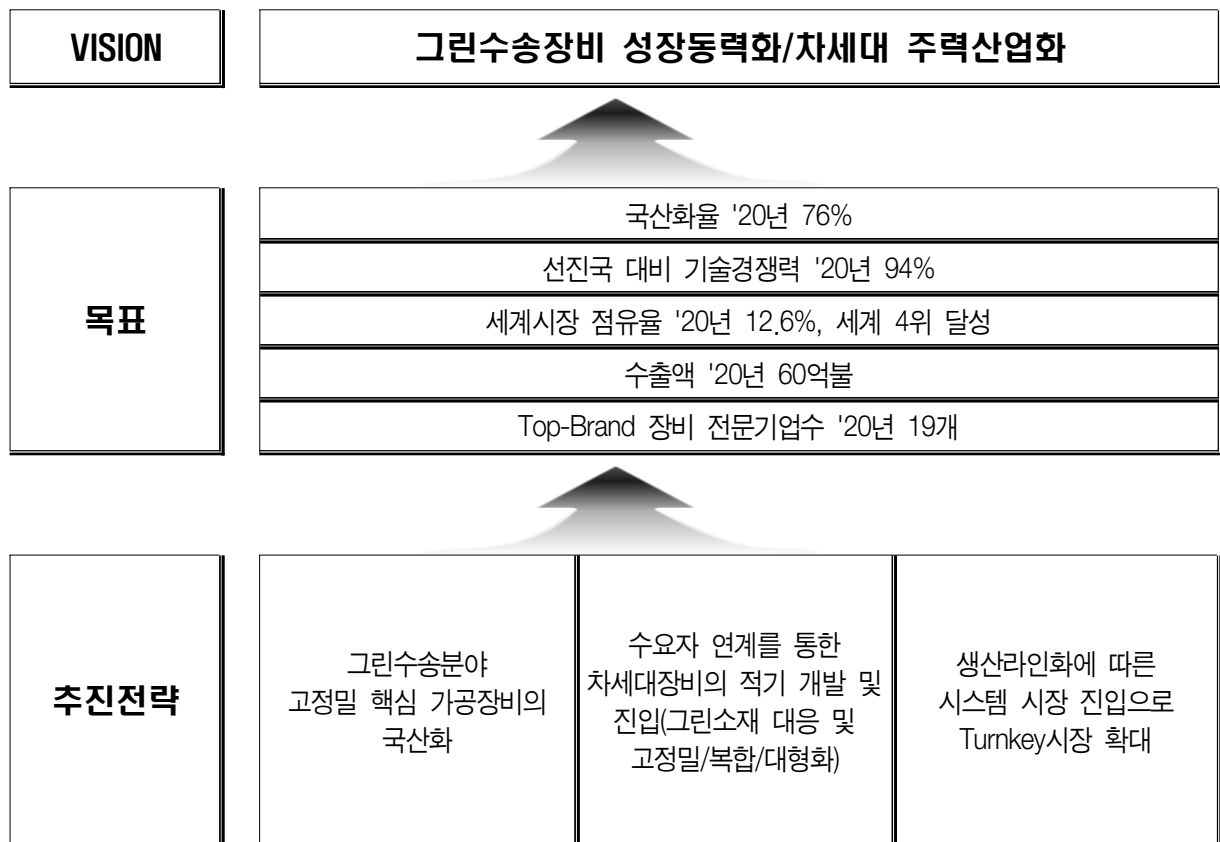 VISION
그린수송장비 성장동력화/차세대 주력산업화
목표
국산화율 '20년 76%
선진국 대비 기술경쟁력 '20년 94%
세계시장 점유율 '20년 12.6%, 세계 4위 달성
수출액 '20년 60억불
Top-Brand 장비 전문기업수 '20년 19개
추진전략
그린수송분야
고정밀 핵심 가공장비의
국산화
수요자 연계를 통한
차세대장비의 적기 개발 및
진입(그린소재 대응 및
고정밀/복합/대형화)
생산라인화에 따른
시스템 시장 진입으로
Turnkey시장 확대